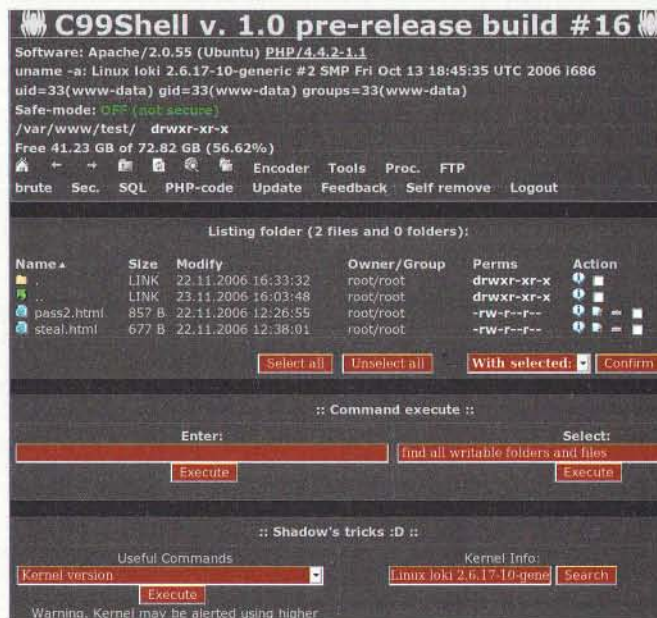 C99Shell v. 1.0 pre-release build #16
Software: Apache/2.0.55 (Ubuntu) PHP/4.4.2-1.1
uname -a: Linux loki 2.6.17-10-generic #2 SMP Fri Oct 13 18:45:35 UTC 2006 i686
uid=33(www-data) gid=33(www-data) groups=33(www-data)
Safe-mode: OFF (not secure)
/var/www/test/ drwxr-xr-x
Free 41.23 GB of 72.82 GB (56.62%)
Encoder Tools Proc. FTP
brute Sec. SQL PHP-code Update Feedback Self remove Logout
Listing folder (2 files and 0 folders):
Name Size Modify Owner/Group Perms Action
. LINK 22.11.2006 16:33:32 root/root drwxr-xr-x
.. LINK 23.11.2006 16:03:48 root/root drwxr-xr-x
pass2.html 857 B 22.11.2006 12:26:55 root/root -rw-r--r--
steal.html 677 B 22.11.2006 12:38:01 root/root -rw-r--r--
Select all Unselect all With selected: Confirm
:: Command execute ::
Enter: Select:
find all writable folders and files
Execute Execute
:: Shadow's tricks :D ::
Useful Commands Kernel Info:
Kernel version Linux loki 2.6.17-10-gene Search
Execute
Warning. Kernel may be alerted using higher